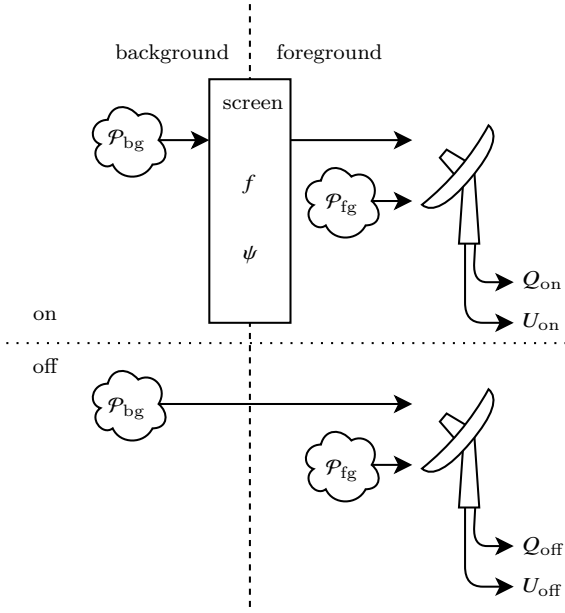 background foreground
screen
𝒫bg
f
𝒫fg
ψ
Qon
Uon
on
off
𝒫bg
𝒫fg
Qoff
Uoff